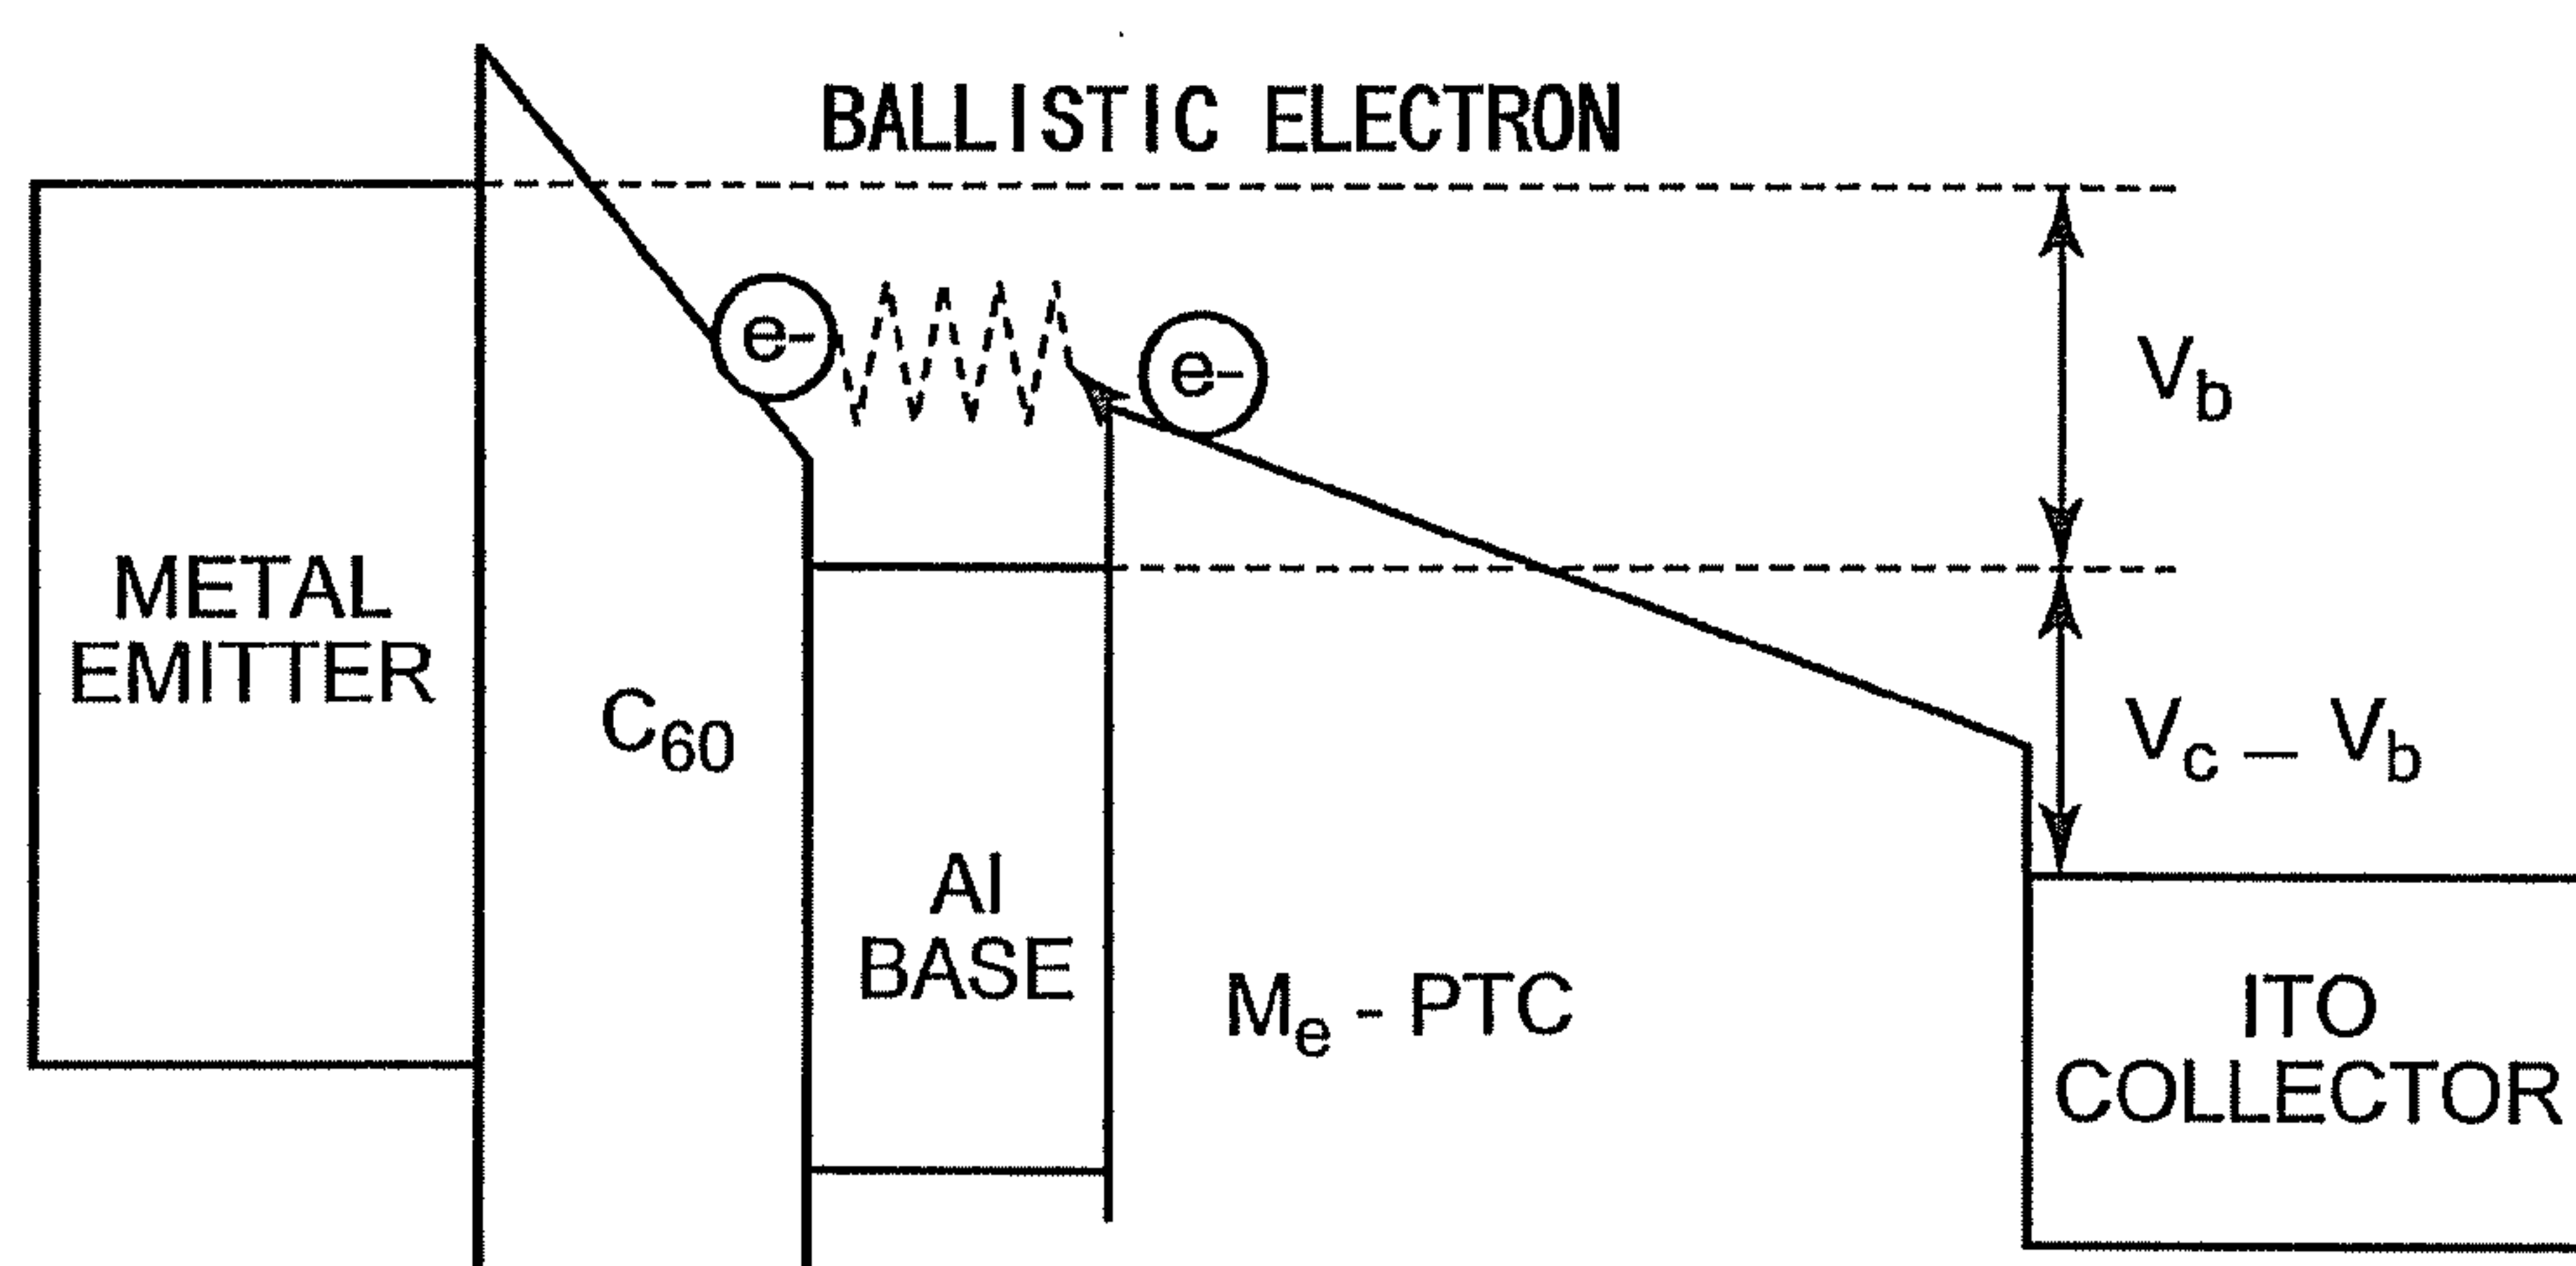 BALLISTIC ELECTRON
e-
e-
Vb
METAL
EMITTER
C60
Vc – Vb
Al
BASE
Me - PTC
ITO
COLLECTOR